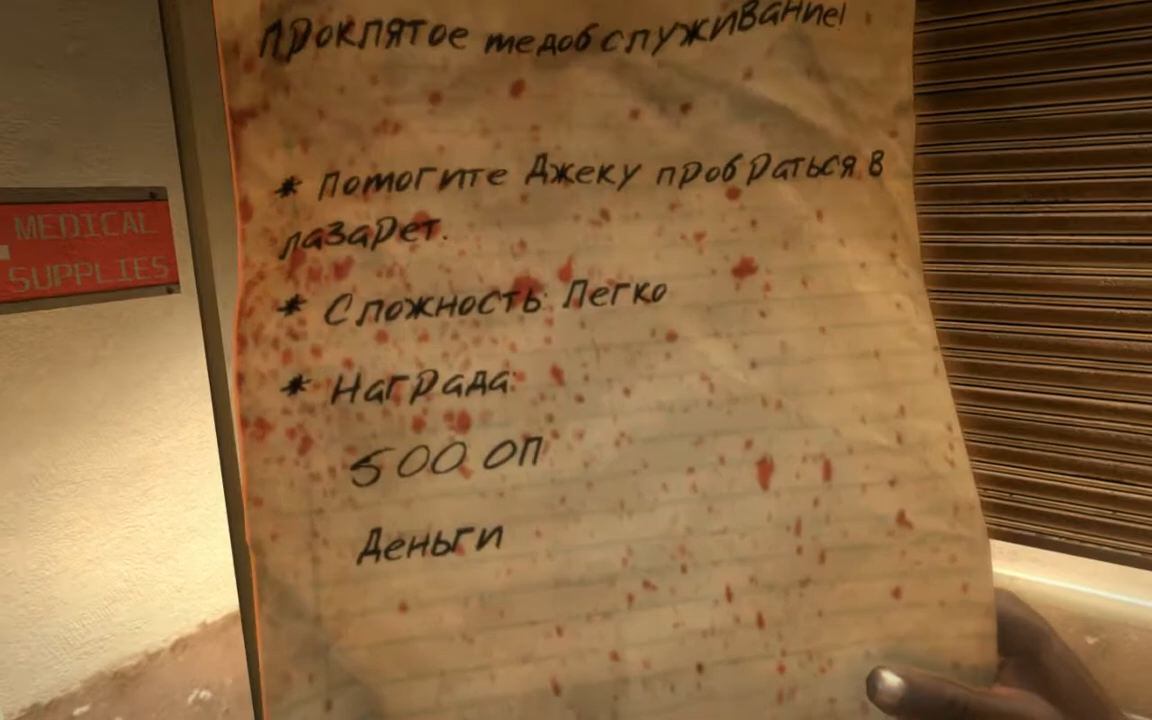 Проклятое медобслуживание!
* Помогите Джеку пробраться в
лазарет.
* Сложность: Легко
* Награда:
500 ОП
Деньги
MEDICAL
SUPPLIES